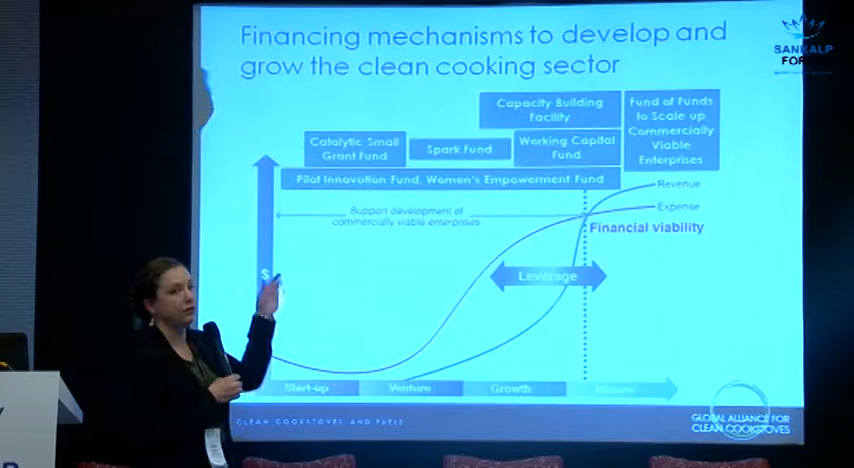 Financing mechanisms to develop and
grow the clean cooking sector
SANKALP
Capacity Building
Facility
Fund of Funds
to Scale up
Commercially
Viable
Enterprises
Catalytic Small
Grant Fund
Spark Fund
Working Capital
Fund
Pilot Innovation Fund, Women's Empowerment Fund
Revenue
Expense
Support development of
commercially viable enterprises
Financial viability
$
Leverage
Start-up
Venture
Growth
CLEAN COOKSTOVES AND FUELS
GLOBAL ALLIANCE FOR
CLEAN COOKSTOVES